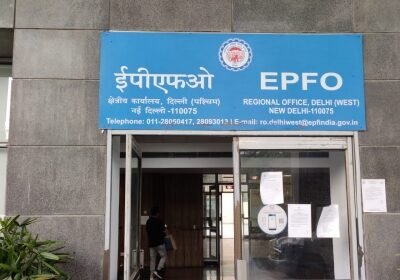 ईपीएफओ
क्षेत्रीय कार्यालय, दिल्ली (पश्चिम)
नई दिल्ली -110075
EPFO
REGIONAL OFFICE, DELHI (WEST)
NEW DELHI-110075
Telephone: 011-28050417, 28093013 | E-mail: ro.delhiwest@epfindia.gov.in